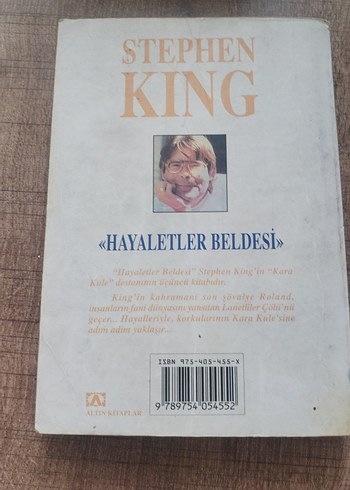 STEPHEN
KING
«HAYALETLER BELDESİ»
"Hayaletler Beldesi" Stephen King'in "Kara
Kule" destanının üçüncü kitabıdır.
King'in kahramanı son şövalye Roland,
insanların fani dünyasını yansıtan Lanetliler Çölü'nü
geçer... Hayalleriyle, korkularının Kara Kule'sine
adım adım yaklaşır...
ISBN 975-405-455-X
9 789754 054552
ALTIN KİTAPLAR